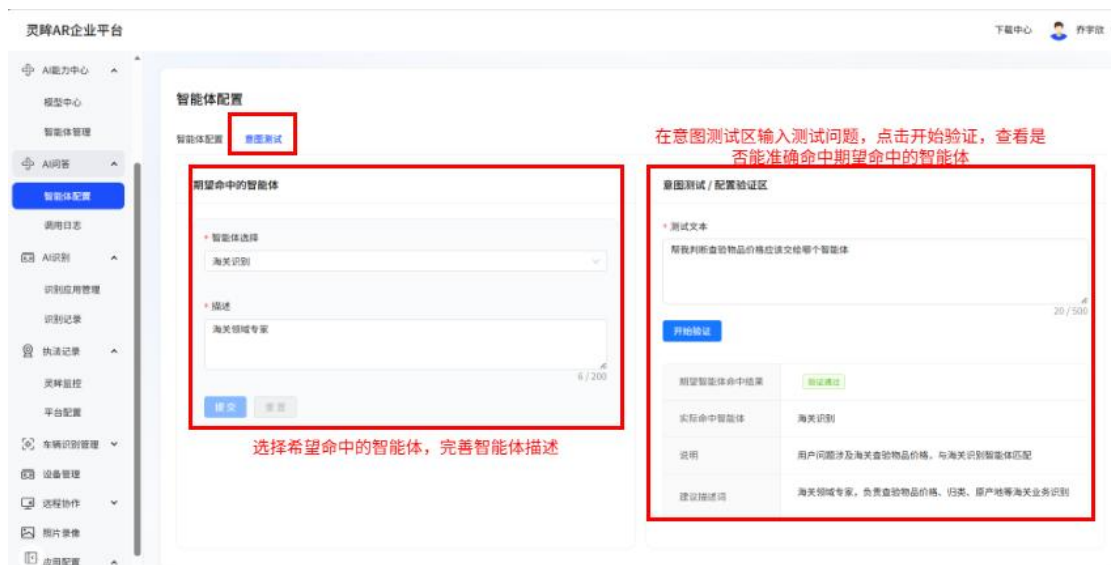 灵眸AR企业平台
下载中心
乔宇欣
AI能力中心
模型中心
智能体管理
AI问答
智能体配置
调用日志
AI识别
识别应用管理
识别记录
执法记录
灵眸监控
平台配置
车辆识别管理
设备管理
远程协作
照片录像
应用配置
智能体配置
智能体配置
意图测试
期望命中的智能体
* 智能体选择
海关识别
* 描述
海关领域专家
6 / 200
提交
重置
选择希望命中的智能体，完善智能体描述
在意图测试区输入测试问题，点击开始验证，查看是
否能准确命中期望命中的智能体
意图测试 / 配置验证区
* 测试文本
帮我判断查验物品价格应该交给哪个智能体
20 / 500
开始验证
期望智能体命中结果
验证通过
实际命中智能体
海关识别
说明
用户问题涉及海关查验物品价格，与海关识别智能体匹配
建议描述词
海关领域专家，负责查验物品价格、归类、原产地等海关业务识别